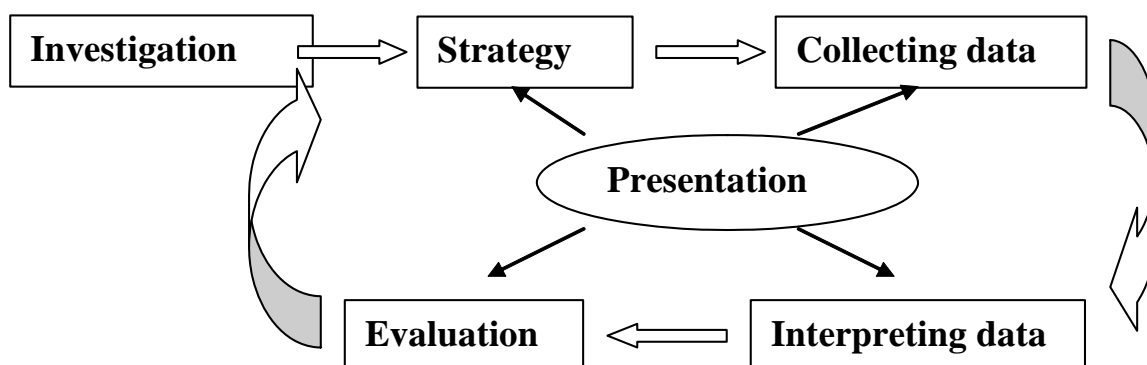 Investigation
Strategy
Collecting data
Presentation
Evaluation
Interpreting data